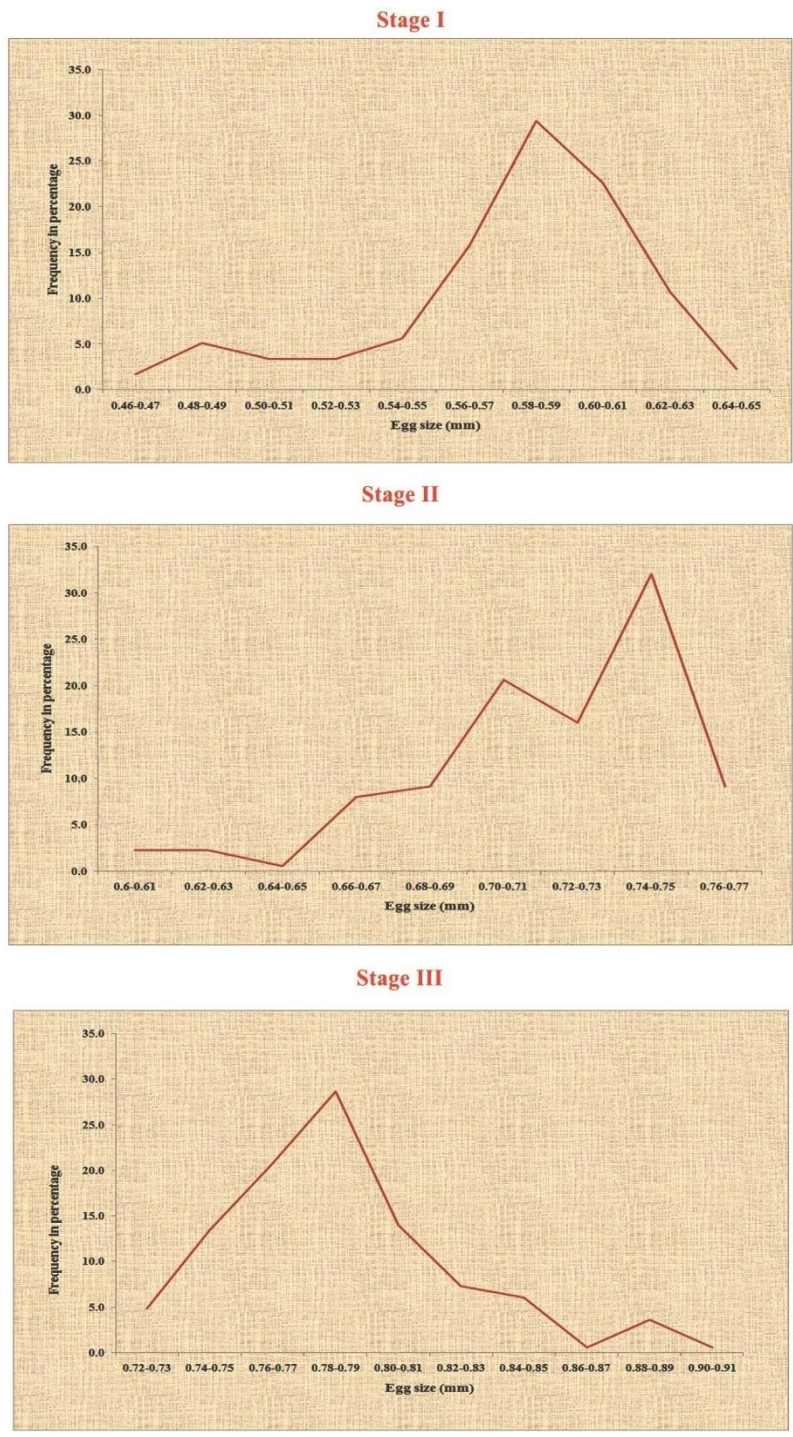 Stage I
35.0
30.0
25.0
20.0
15.0
10.0
5.0
0.0
Frequency in percentage
0.46-0.47 0.48-0.49 0.50-0.51 0.52-0.53 0.54-0.55 0.56-0.57 0.58-0.59 0.60-0.61 0.62-0.63 0.64-0.65
Egg size (mm)
Stage II
35.0
30.0
25.0
20.0
15.0
10.0
5.0
0.0
Frequency in percentage
0.6-0.61 0.62-0.63 0.64-0.65 0.66-0.67 0.68-0.69 0.70-0.71 0.72-0.73 0.74-0.75 0.76-0.77
Egg size (mm)
Stage III
35.0
30.0
25.0
20.0
15.0
10.0
5.0
0.0
Frequency in percentage
0.72-0.73 0.74-0.75 0.76-0.77 0.78-0.79 0.80-0.81 0.82-0.83 0.84-0.85 0.86-0.87 0.88-0.89 0.90-0.91
Egg size (mm)